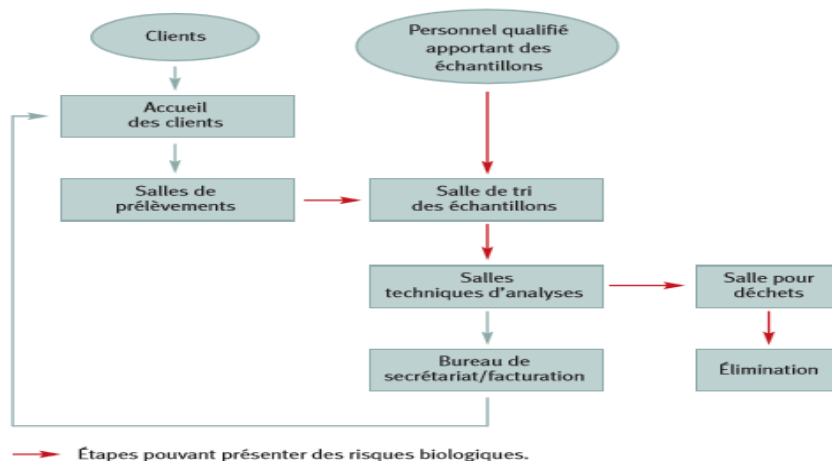 Clients
Personnel qualifié
apportant des
échantillons
Accueil
des clients
Salles de
prélèvements
Salle de tri
des échantillons
Salles
techniques d'analyses
Salle pour
déchets
Bureau de
secrétariat/facturation
Élimination
Étapes pouvant présenter des risques biologiques.